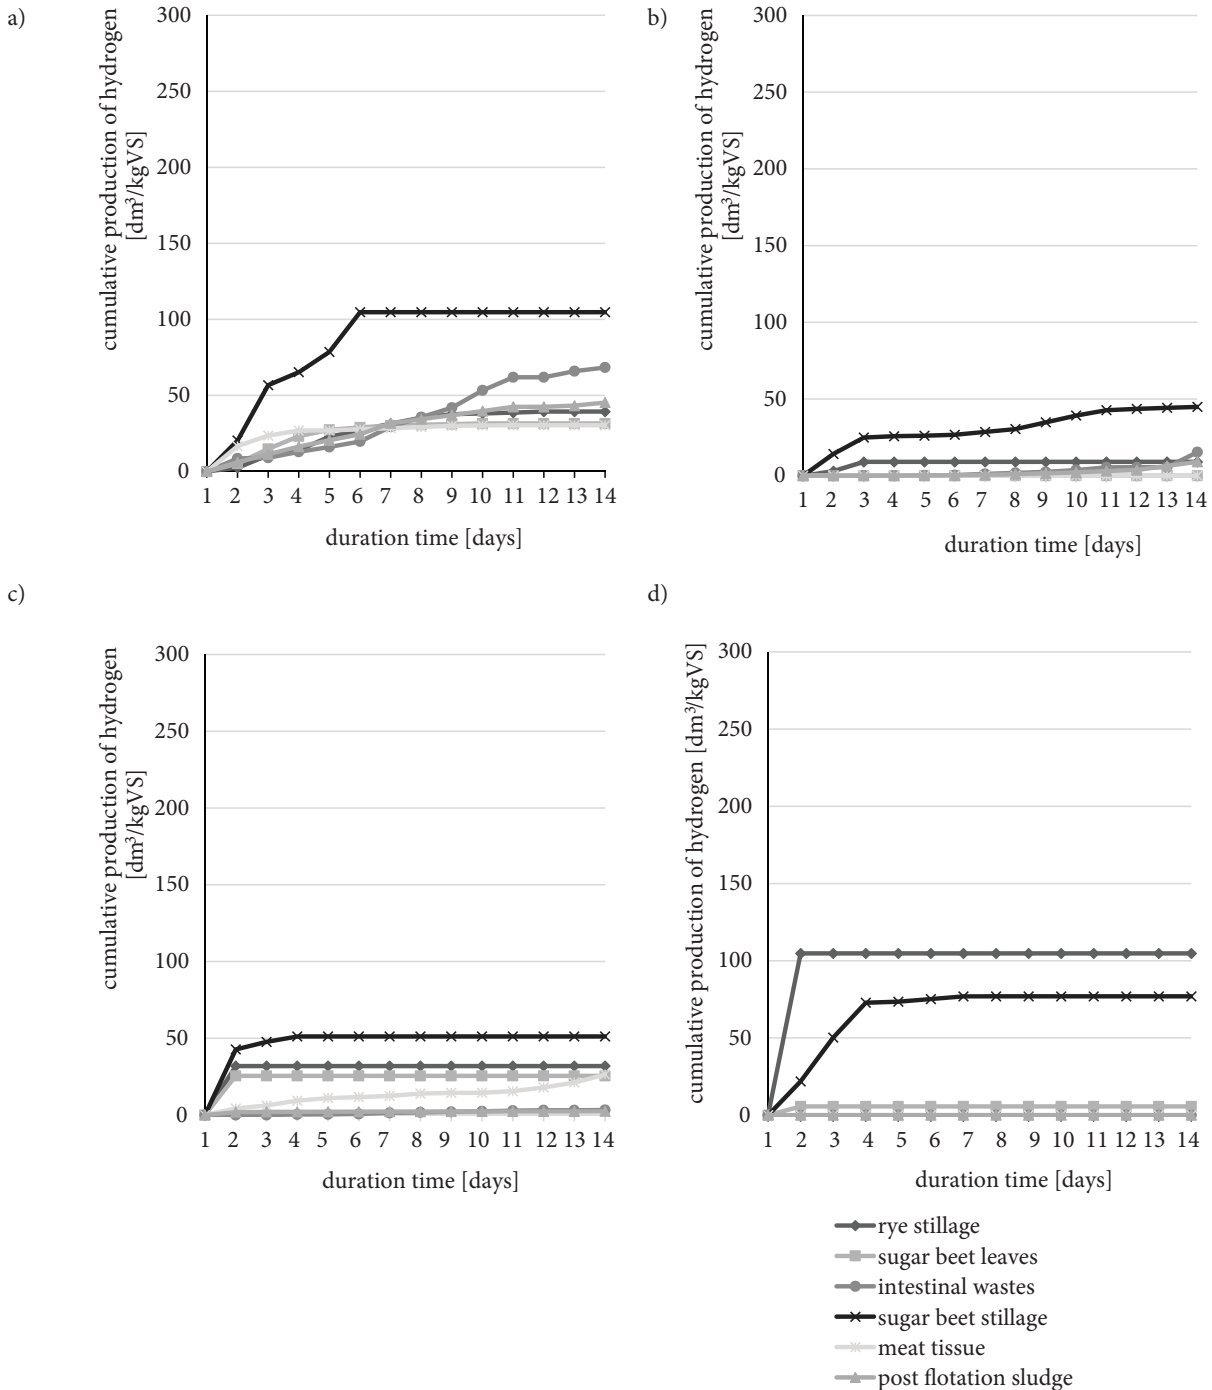 a)
cumulative production of hydrogen
[dm³/kgVS]
300
250
200
150
100
50
0
1 2 3 4 5 6 7 8 9 10 11 12 13 14
duration time [days]
b)
cumulative production of hydrogen
[dm³/kgVS]
300
250
200
150
100
50
0
1 2 3 4 5 6 7 8 9 10 11 12 13 14
duration time [days]
c)
cumulative production of hydrogen
[dm³/kgVS]
300
250
200
150
100
50
0
1 2 3 4 5 6 7 8 9 10 11 12 13 14
duration time [days]
d)
cumulative production of hydrogen [dm³/kgVS]
300
250
200
150
100
50
0
1 2 3 4 5 6 7 8 9 10 11 12 13 14
duration time [days]
rye stillage
sugar beet leaves
intestinal wastes
sugar beet stillage
meat tissue
post flotation sludge